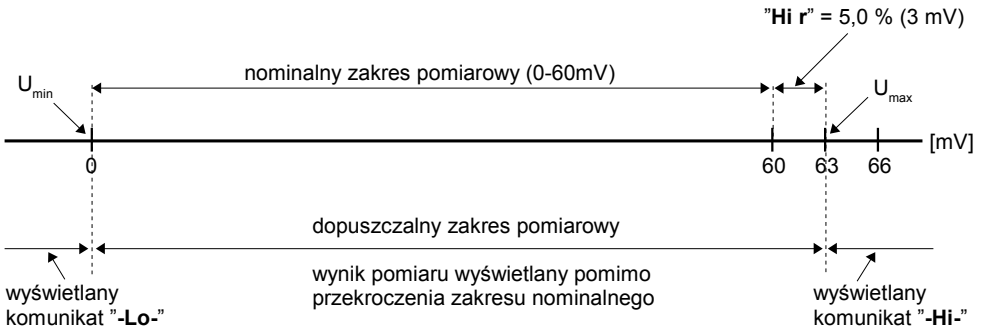 "Hi r" = 5,0 % (3 mV)
nominalny zakres pomiarowy (0-60mV)
Umin
Umax
[mV]
0
60
63
66
dopuszczalny zakres pomiarowy
wynik pomiaru wyświetlany pomimo
przekroczenia zakresu nominalnego
wyświetlany
komunikat "-Lo-"
wyświetlany
komunikat "-Hi-"